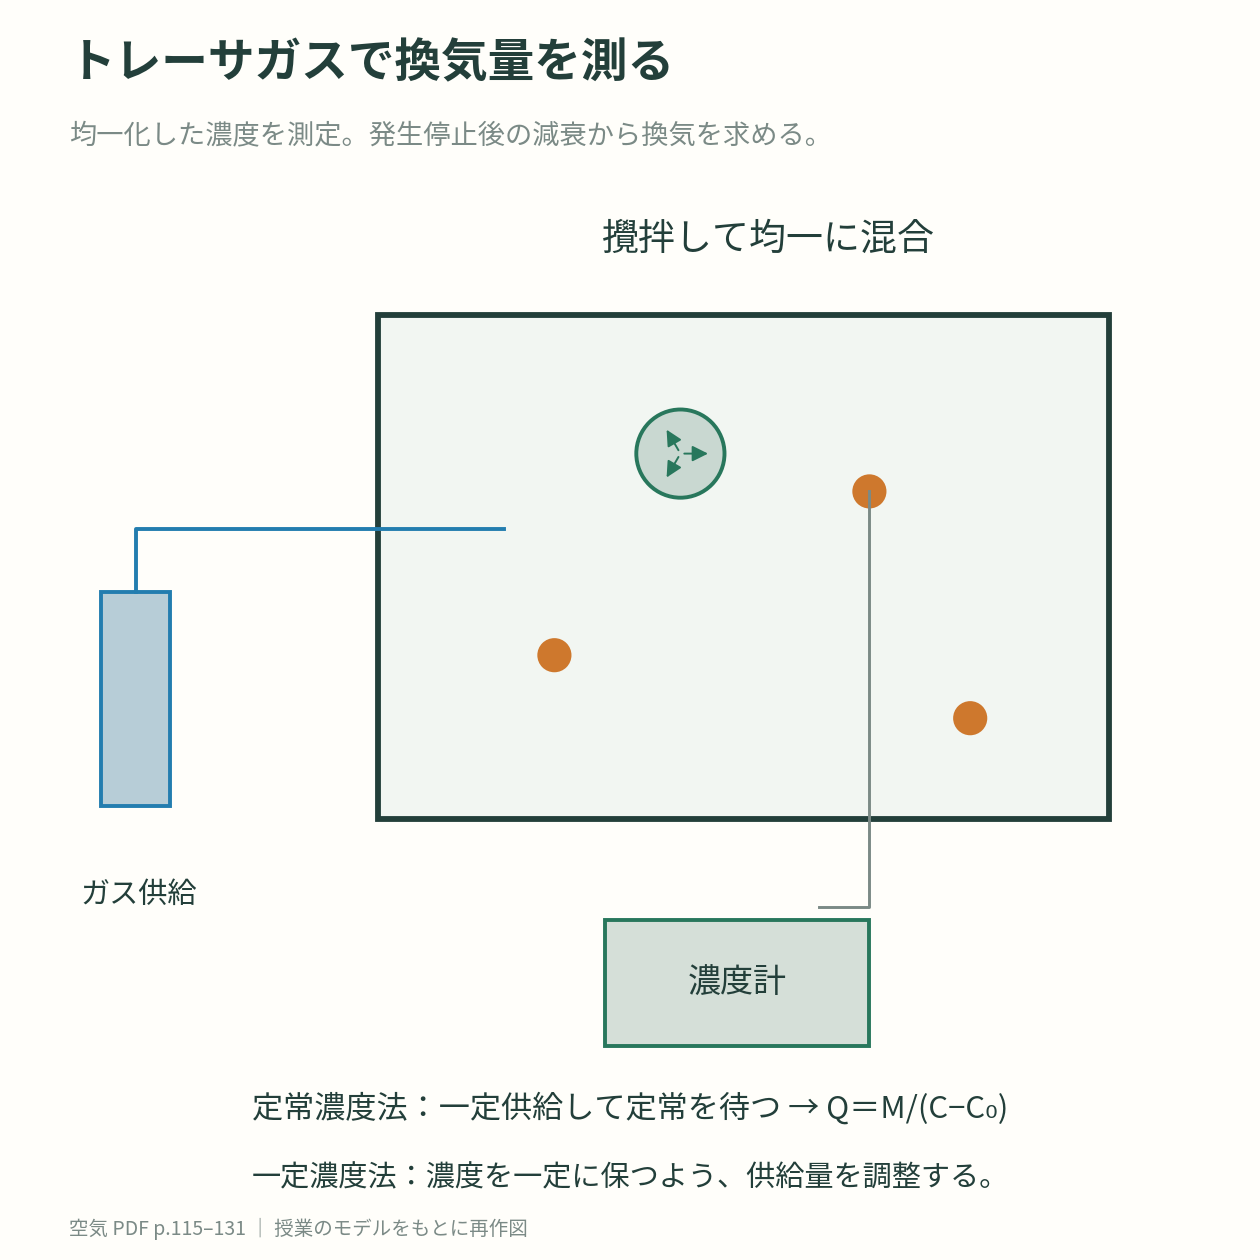 トレーサガスで換気量を測る
均一化した濃度を測定。発生停止後の減衰から換気を求める。
攪拌して均一に混合
ガス供給
濃度計
定常濃度法：一定供給して定常を待つ → Q＝M/(C−C₀)
一定濃度法：濃度を一定に保つよう、供給量を調整する。
空気 PDF p.115–131 ｜ 授業のモデルをもとに再作図